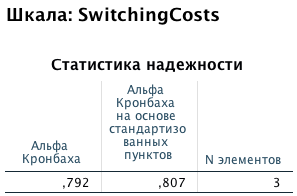 Шкала: SwitchingCosts
Статистика надежности
Альфа
Кронбаха
Альфа
Кронбаха
на основе
стандартизо
ванных
пунктов
N элементов
,792
,807
3